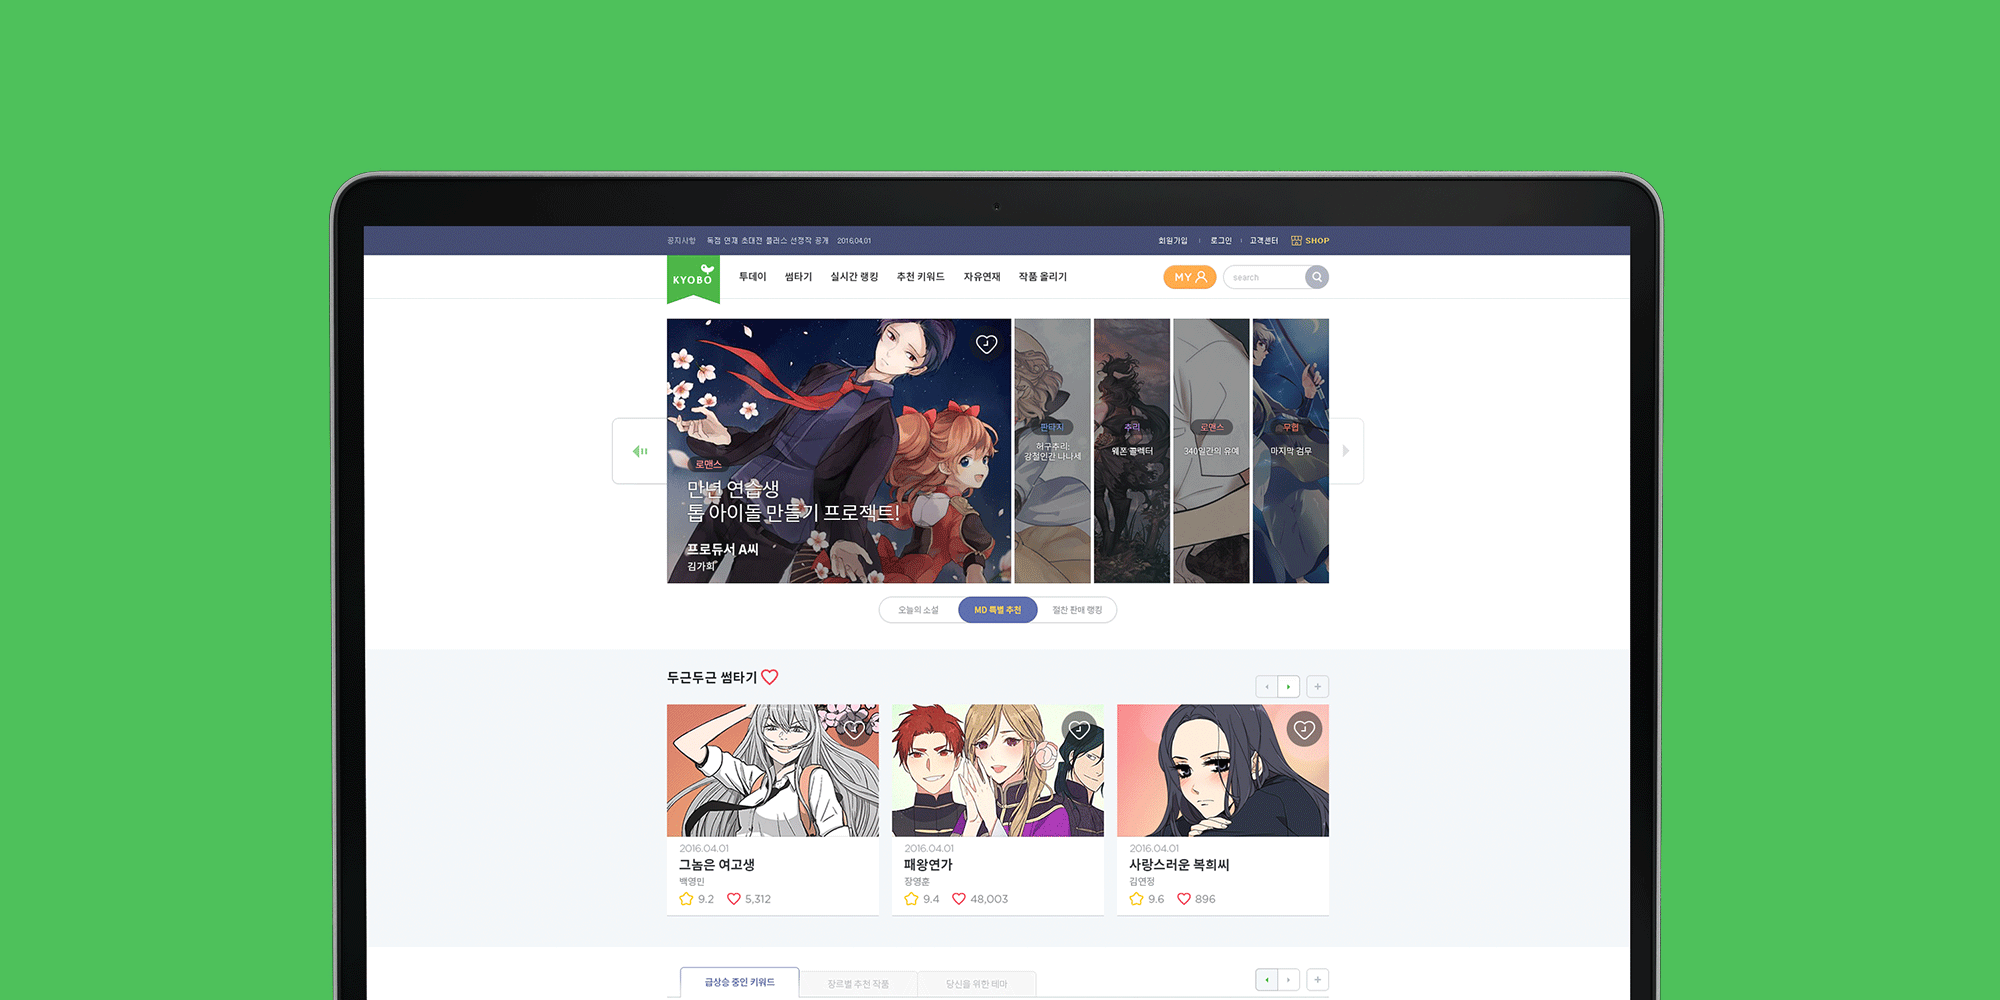 공지사항 독점 연재 초대전 플러스 선정작 공개 2016.04.01
회원가입 로그인 고객센터 SHOP
KYOBO
투데이 썸타기 실시간 랭킹 추천 키워드 자유연재 작품 올리기
MY search
로맨스
만년 연습생
톱 아이돌 만들기 프로젝트!
프로듀서 A씨
김가희
판타지
허구추리:
강철인간 나나세
추리
웨폰 콜렉터
로맨스
340일간의 유예
무협
마지막 검무
오늘의 소설 MD 특별 추천 절찬 판매 랭킹
두근두근 썸타기
2016.04.01
그놈은 여고생
백영민
9.2 5,312
2016.04.01
패왕연가
장영훈
9.4 48,003
2016.04.01
사랑스러운 복희씨
김연정
9.6 896
급상승 중인 키워드 장르별 추천 작품 당신을 위한 테마